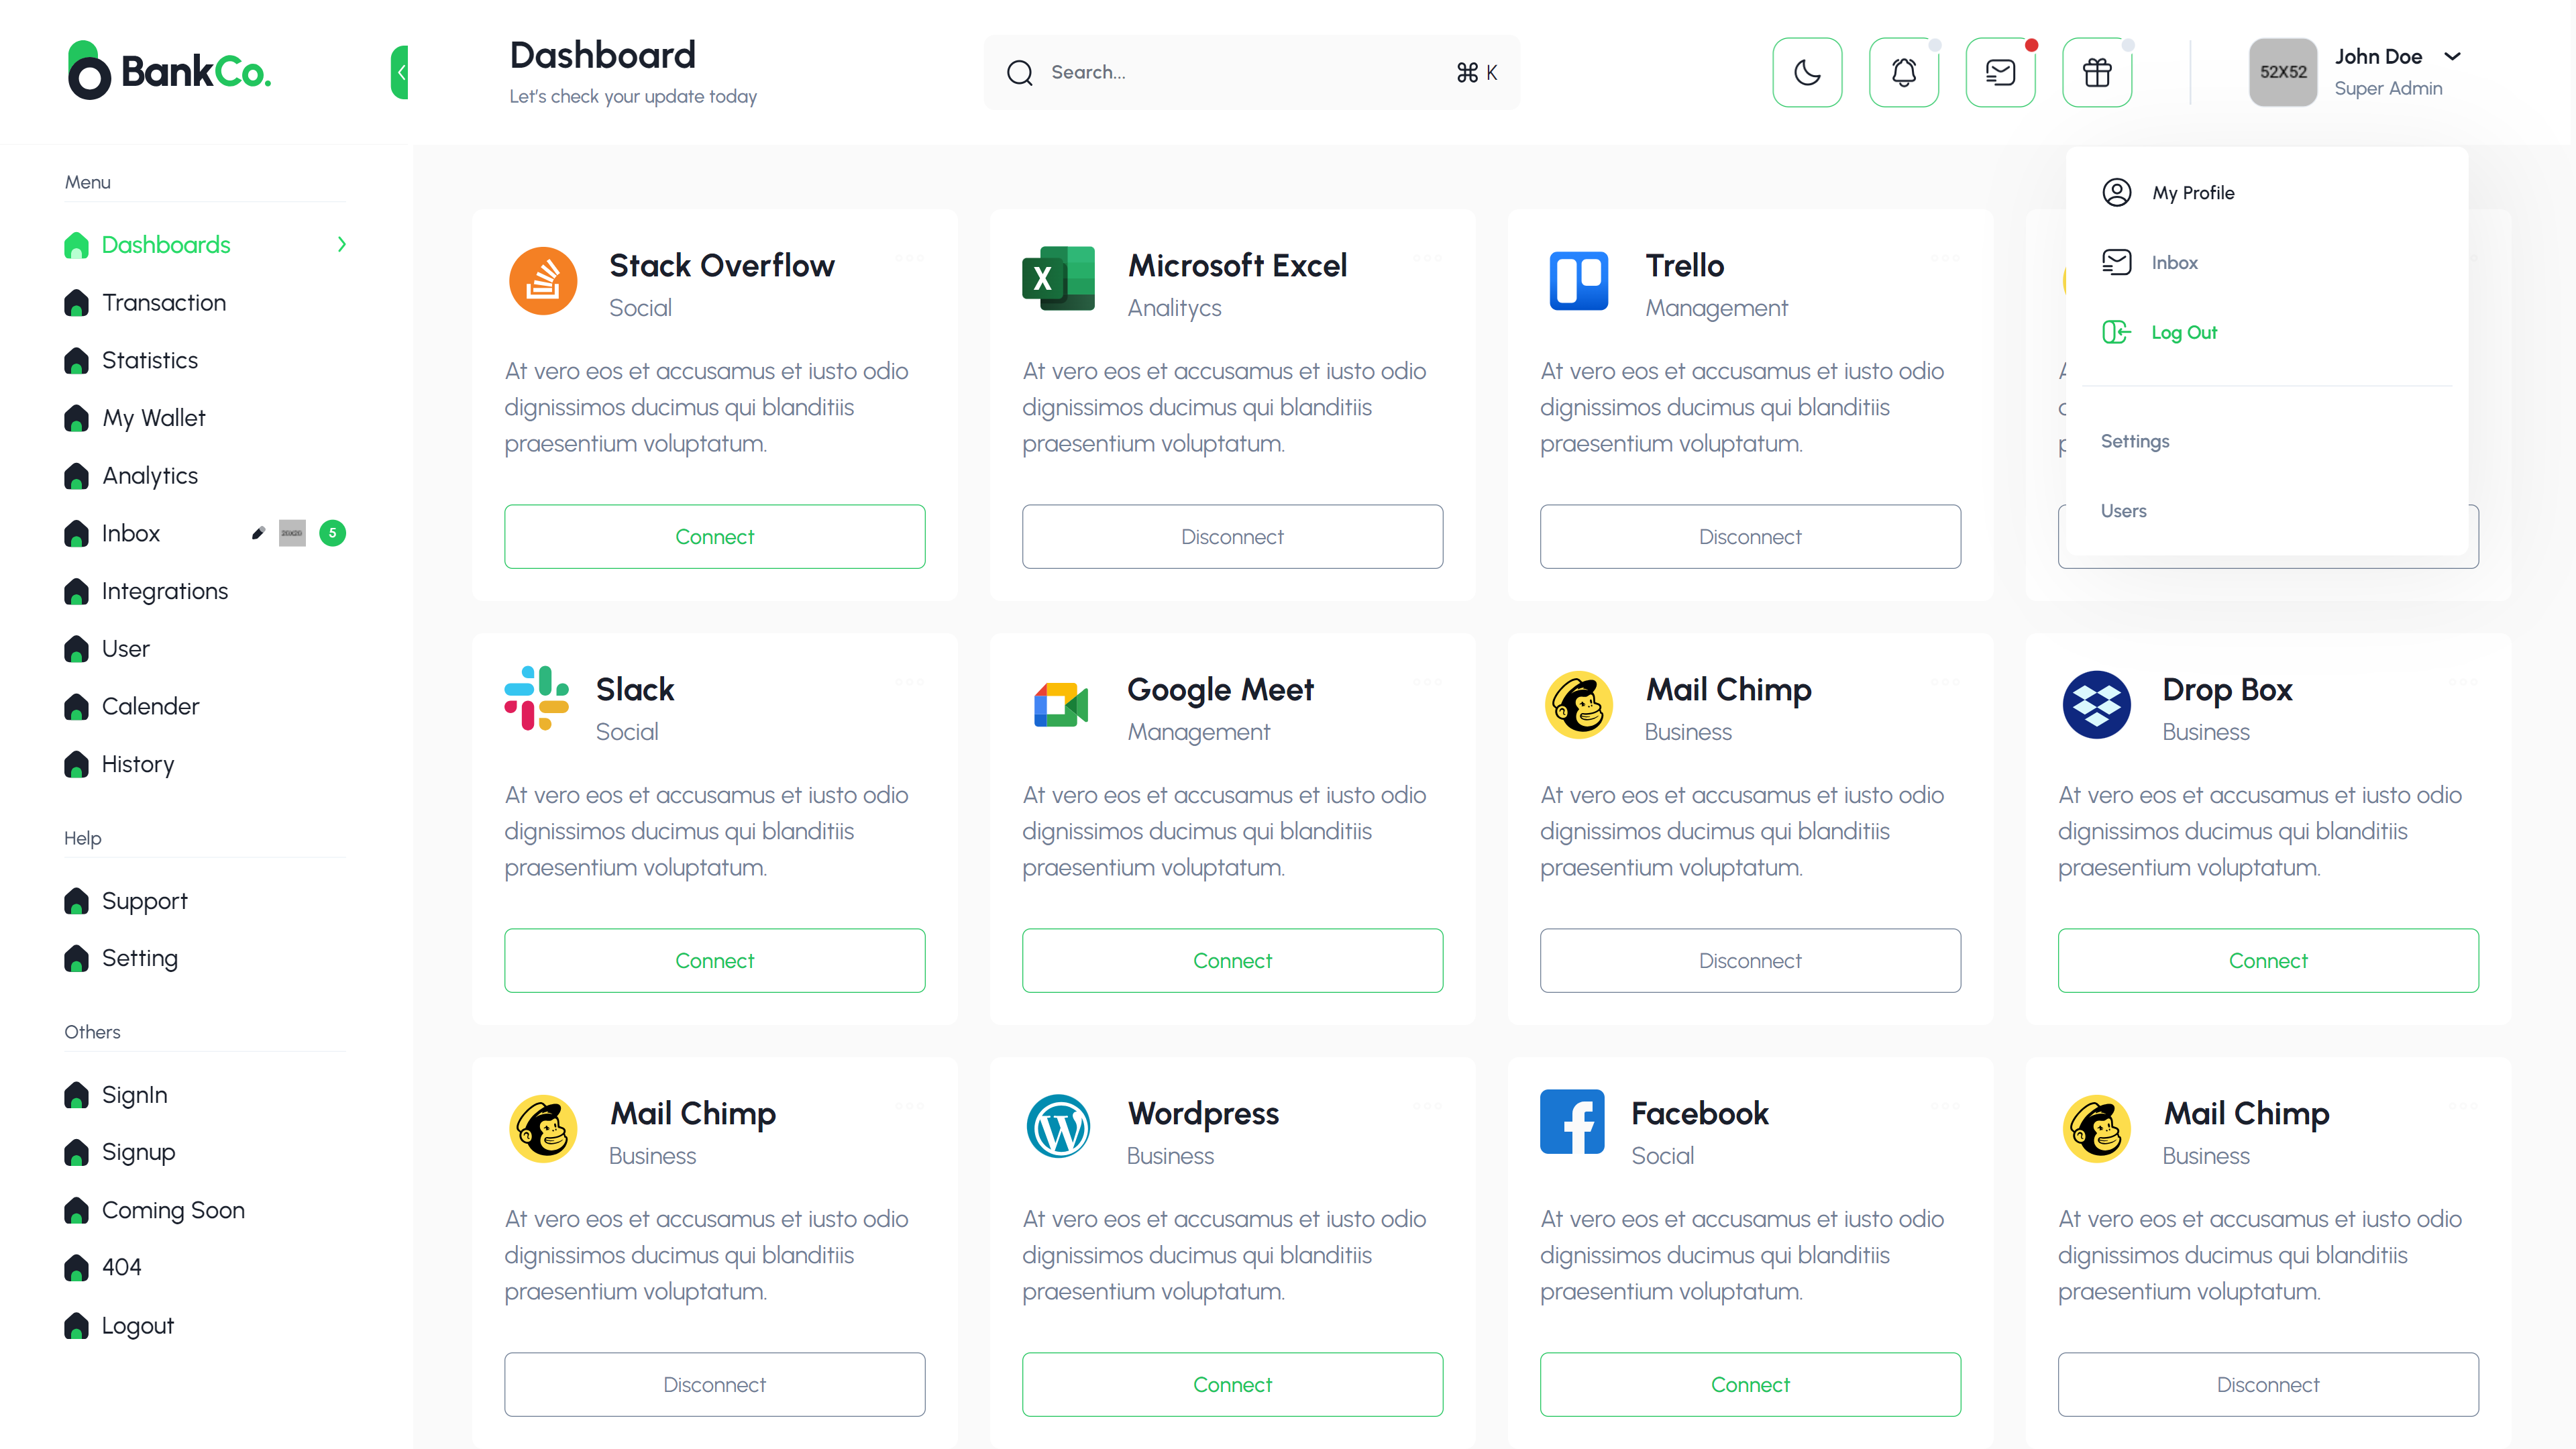 BankCo.
Dashboard
Let's check your update today
Search...
⌘ K
52X52
John Doe
Super Admin
Menu
Dashboards
Transaction
Statistics
My Wallet
Analytics
Inbox
5
Integrations
User
Calender
History
Help
Support
Setting
Others
SignIn
Signup
Coming Soon
404
Logout
My Profile
Inbox
Log Out
Settings
Users
Stack Overflow
Social
At vero eos et accusamus et iusto odio
dignissimos ducimus qui blanditiis
praesentium voluptatum.
Connect
Microsoft Excel
Analitycs
At vero eos et accusamus et iusto odio
dignissimos ducimus qui blanditiis
praesentium voluptatum.
Disconnect
Trello
Management
At vero eos et accusamus et iusto odio
dignissimos ducimus qui blanditiis
praesentium voluptatum.
Disconnect
Slack
Social
At vero eos et accusamus et iusto odio
dignissimos ducimus qui blanditiis
praesentium voluptatum.
Connect
Google Meet
Management
At vero eos et accusamus et iusto odio
dignissimos ducimus qui blanditiis
praesentium voluptatum.
Connect
Mail Chimp
Business
At vero eos et accusamus et iusto odio
dignissimos ducimus qui blanditiis
praesentium voluptatum.
Disconnect
Drop Box
Business
At vero eos et accusamus et iusto odio
dignissimos ducimus qui blanditiis
praesentium voluptatum.
Connect
Mail Chimp
Business
At vero eos et accusamus et iusto odio
dignissimos ducimus qui blanditiis
praesentium voluptatum.
Disconnect
Wordpress
Business
At vero eos et accusamus et iusto odio
dignissimos ducimus qui blanditiis
praesentium voluptatum.
Connect
Facebook
Social
At vero eos et accusamus et iusto odio
dignissimos ducimus qui blanditiis
praesentium voluptatum.
Connect
Mail Chimp
Business
At vero eos et accusamus et iusto odio
dignissimos ducimus qui blanditiis
praesentium voluptatum.
Disconnect